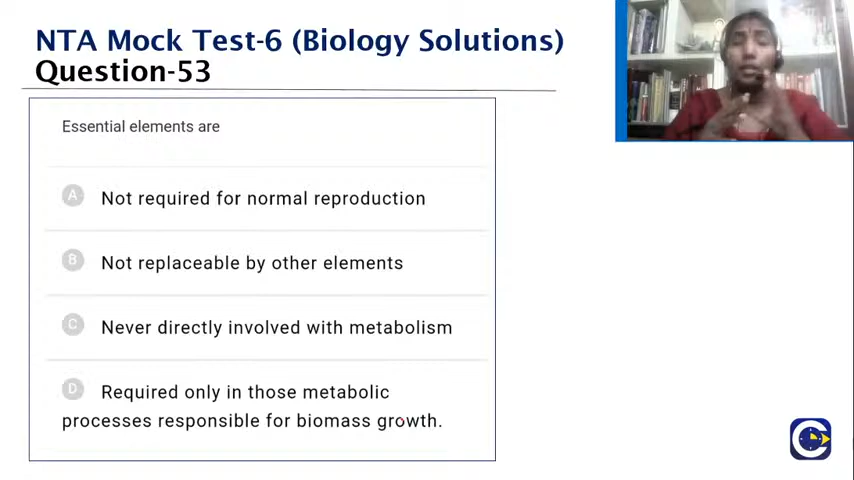 NTA Mock Test-6 (Biology Solutions)
Question-53
Essential elements are
A Not required for normal reproduction
B Not replaceable by other elements
C Never directly involved with metabolism
D Required only in those metabolic
processes responsible for biomass growth.